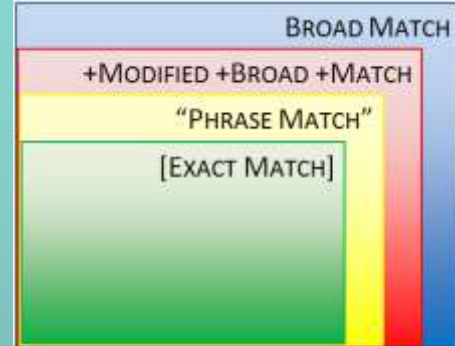 BROAD MATCH
+MODIFIED +BROAD +MATCH
“PHRASE MATCH”
[EXACT MATCH]